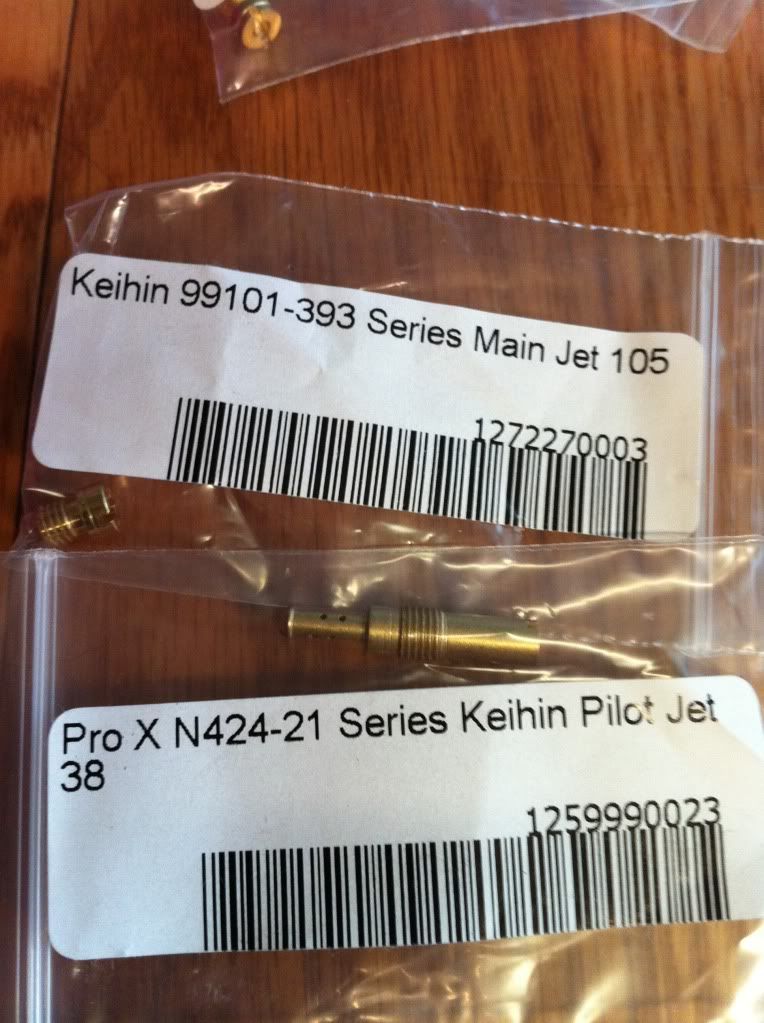 Keihin 99101-393 Series Main Jet 105
1272270003
Pro X N424-21 Series Keihin Pilot Jet
38
1259990023